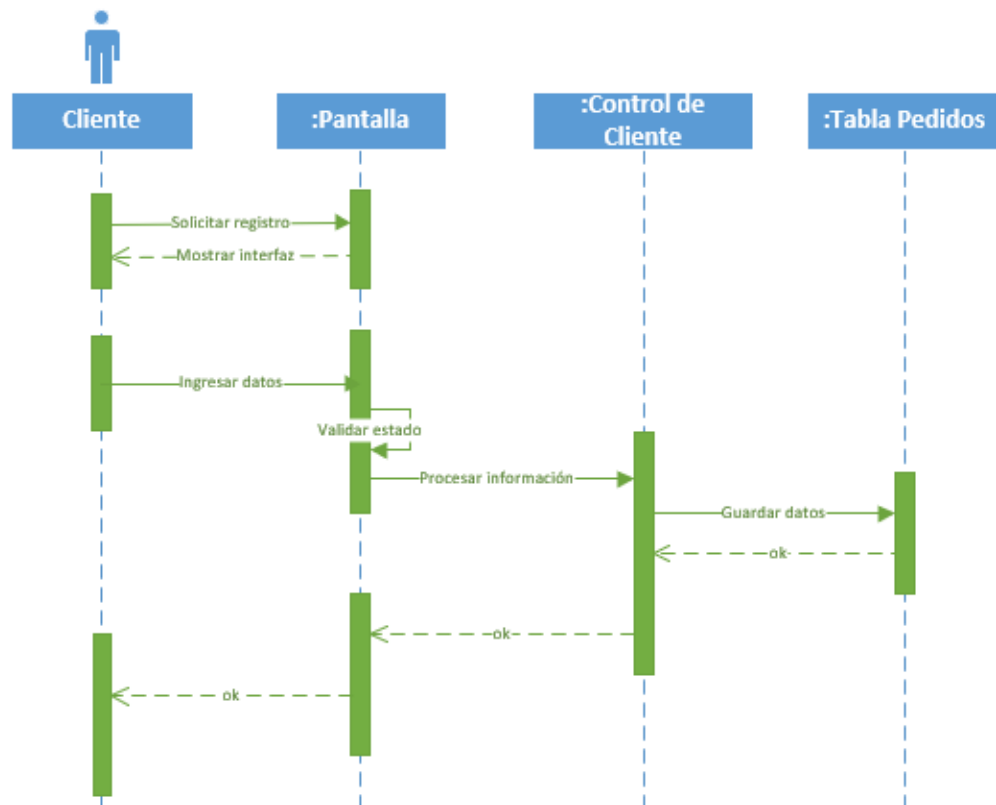 Cliente
:Pantalla
:Control de
Cliente
:Tabla Pedidos
Solicitar registro
Mostrar interfaz
Ingresar datos
Validar estado
Procesar información
Guardar datos
ok
ok
ok